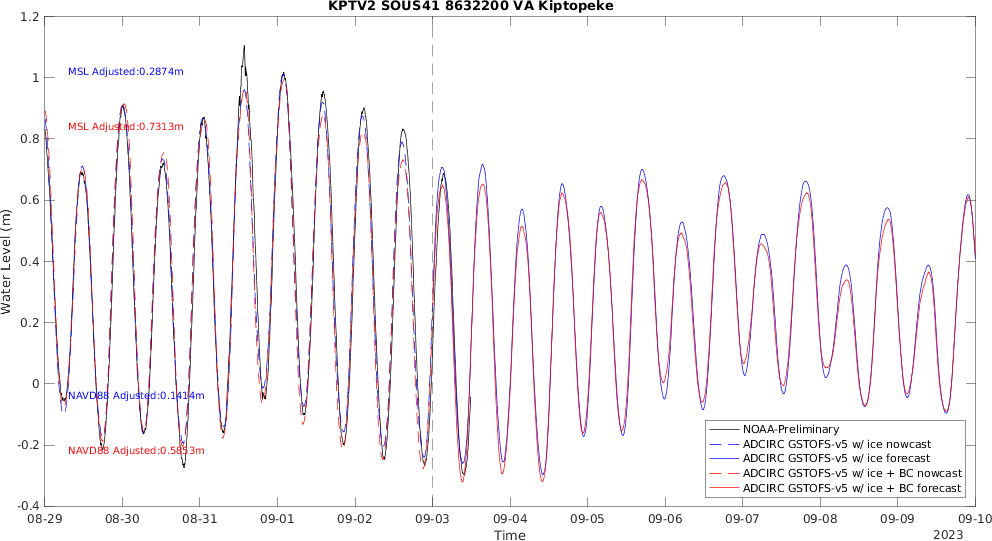 KPTV2 SOUS41 8632200 VA Kiptopeke
Water Level (m)
1.2
1
0.8
0.6
0.4
0.2
0
-0.2
-0.4
MSL Adjusted:0.2874m
MSL Adjusted:0.7313m
NAVD88 Adjusted:0.1414m
NAVD88 Adjusted:0.5853m
NOAA-Preliminary
ADCIRC GSTOFS-v5 w/ ice nowcast
ADCIRC GSTOFS-v5 w/ ice forecast
ADCIRC GSTOFS-v5 w/ ice + BC nowcast
ADCIRC GSTOFS-v5 w/ ice + BC forecast
08-29 08-30 08-31 09-01 09-02 09-03 09-04 09-05 09-06 09-07 09-08 09-09 09-10
Time
2023